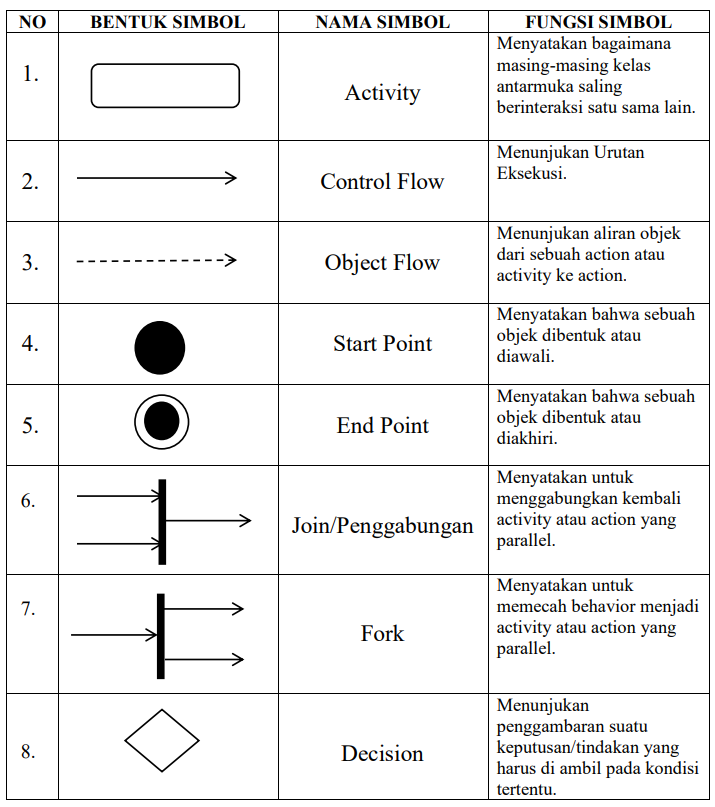 NO BENTUK SIMBOL NAMA SIMBOL FUNGSI SIMBOL
1.
Activity
Menyatakan bagaimana
masing-masing kelas
antarmuka saling
berinteraksi satu sama lain.
2.
Control Flow
Menunjukan Urutan
Eksekusi.
3.
Object Flow
Menunjukan aliran objek
dari sebuah action atau
activity ke action.
4.
Start Point
Menyatakan bahwa sebuah
objek dibentuk atau
diawali.
5.
End Point
Menyatakan bahwa sebuah
objek dibentuk atau
diakhiri.
6.
Join/Penggabungan
Menyatakan untuk
menggabungkan kembali
activity atau action yang
parallel.
7.
Fork
Menyatakan untuk
memecah behavior menjadi
activity atau action yang
parallel.
8.
Decision
Menunjukan
penggambaran suatu
keputusan/tindakan yang
harus di ambil pada kondisi
tertentu.